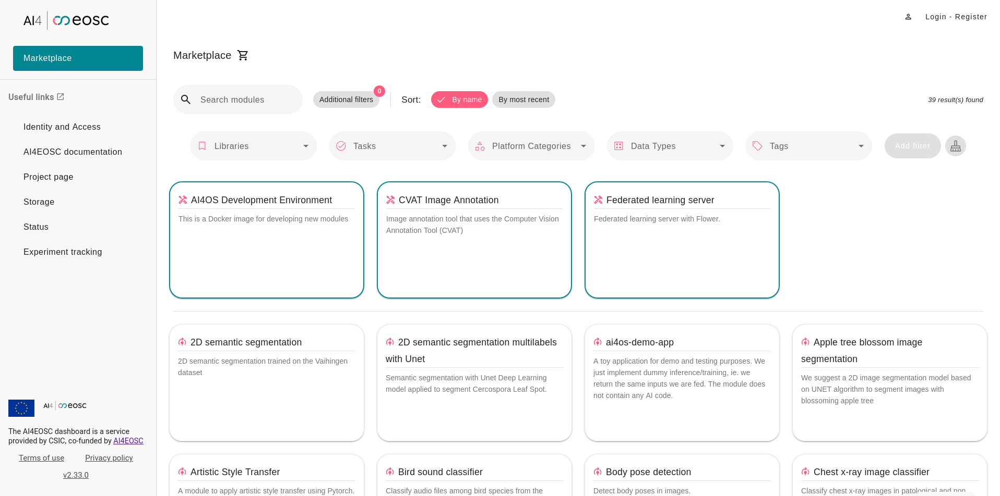 AI4 eosc
Login - Register
Marketplace
Marketplace
Useful links
Identity and Access
AI4EOSC documentation
Project page
Storage
Status
Experiment tracking
AI4 eosc
The AI4EOSC dashboard is a service
provided by CSIC, co-funded by AI4EOSC
Terms of use Privacy policy
v2.33.0
Search modules
Additional filters 0
Sort: By name By most recent
39 result(s) found
Libraries Tasks Platform Categories Data Types Tags Add filter
AI4OS Development Environment
This is a Docker image for developing new modules
CVAT Image Annotation
Image annotation tool that uses the Computer Vision
Annotation Tool (CVAT)
Federated learning server
Federated learning server with Flower.
2D semantic segmentation
2D semantic segmentation trained on the Vaihingen
dataset
2D semantic segmentation multilabels
with Unet
Semantic segmentation with Unet Deep Learning
model applied to segment Cercospora Leaf Spot.
ai4os-demo-app
A toy application for demo and testing purposes. We
just implement dummy inference/training, ie. we
return the same inputs we are fed. The module does
not contain any AI code.
Apple tree blossom image
segmentation
We suggest a 2D image segmentation model based
on UNET algorithm to segment images with
blossoming apple tree
Artistic Style Transfer
A module to apply artistic style transfer using Pytorch.
Bird sound classifier
Classify audio files among bird species from the
Body pose detection
Detect body poses in images.
Chest x-ray image classifier
Classify chest x-ray images in patological and non